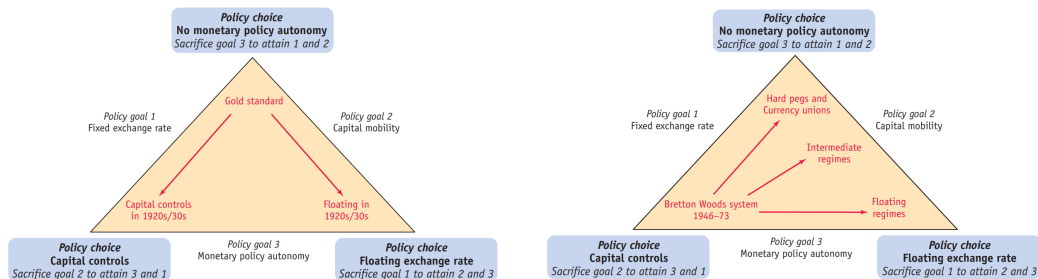 Policy choice
No monetary policy autonomy
Sacrifice goal 3 to attain 1 and 2
Gold standard
Policy goal 1
Fixed exchange rate
Policy goal 2
Capital mobility
Capital controls
in 1920s/30s
Floating in
1920s/30s
Policy choice
Capital controls
Sacrifice goal 2 to attain 3 and 1
Policy goal 3
Monetary policy autonomy
Policy choice
Floating exchange rate
Sacrifice goal 1 to attain 2 and 3
Policy choice
No monetary policy autonomy
Sacrifice goal 3 to attain 1 and 2
Hard pegs and
Currency unions
Policy goal 1
Fixed exchange rate
Policy goal 2
Capital mobility
Intermediate
regimes
Bretton Woods system
1946–73
Floating
regimes
Policy choice
Capital controls
Sacrifice goal 2 to attain 3 and 1
Policy goal 3
Monetary policy autonomy
Policy choice
Floating exchange rate
Sacrifice goal 1 to attain 2 and 3